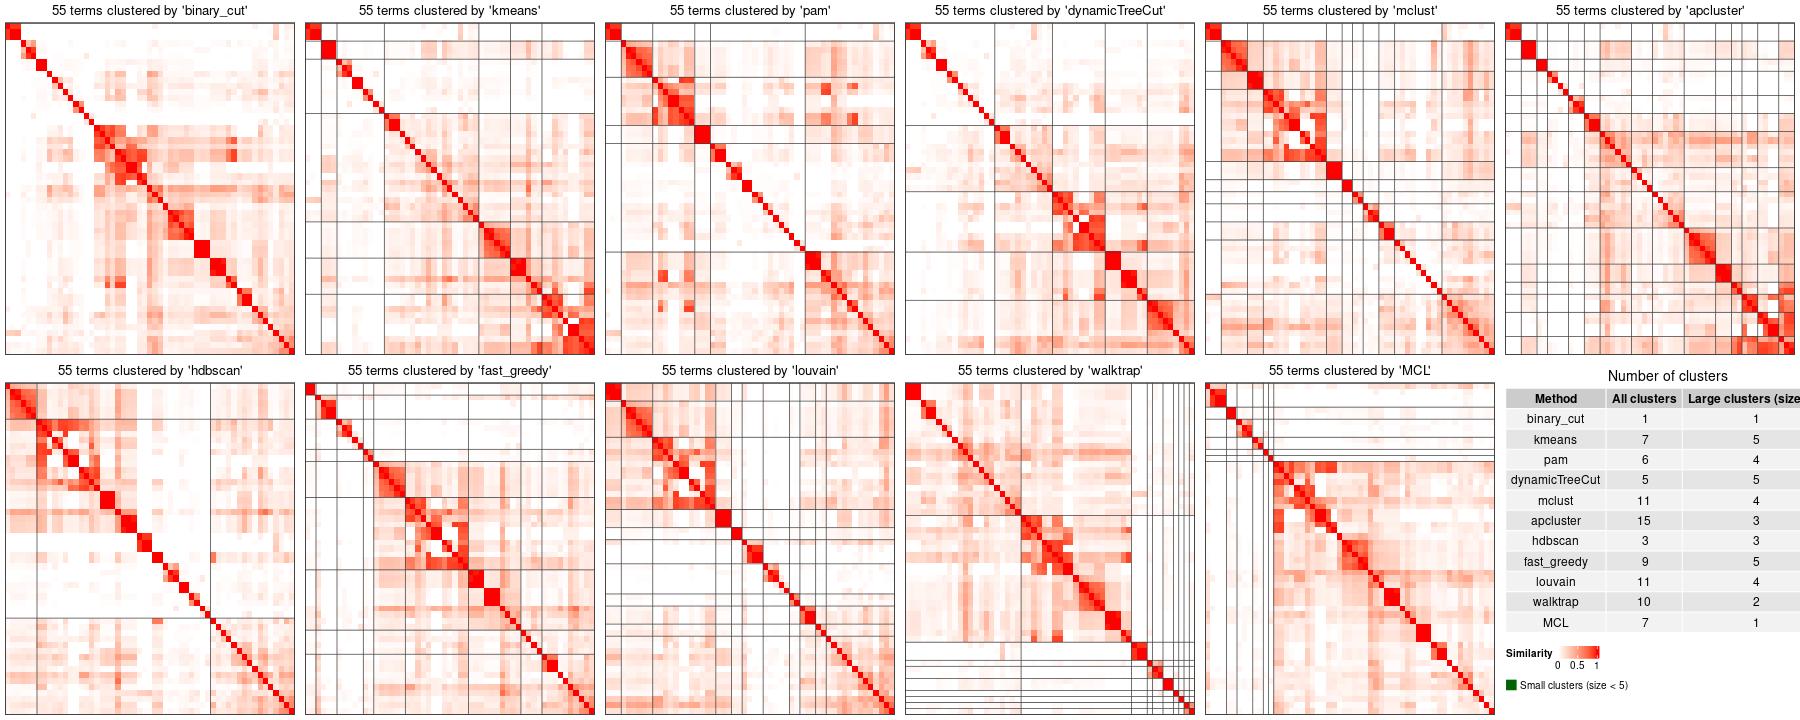 55 terms clustered by 'binary_cut'
55 terms clustered by 'kmeans'
55 terms clustered by 'pam'
55 terms clustered by 'dynamicTreeCut'
55 terms clustered by 'mclust'
55 terms clustered by 'apcluster'
55 terms clustered by 'hdbscan'
55 terms clustered by 'fast_greedy'
55 terms clustered by 'louvain'
55 terms clustered by 'walktrap'
55 terms clustered by 'MCL'
Number of clusters
Method All clusters Large clusters (size
binary_cut 1 1
kmeans 7 5
pam 6 4
dynamicTreeCut 5 5
mclust 11 4
apcluster 15 3
hdbscan 3 3
fast_greedy 9 5
louvain 11 4
walktrap 10 2
MCL 7 1
Similarity
0 0.5 1
Small clusters (size < 5)